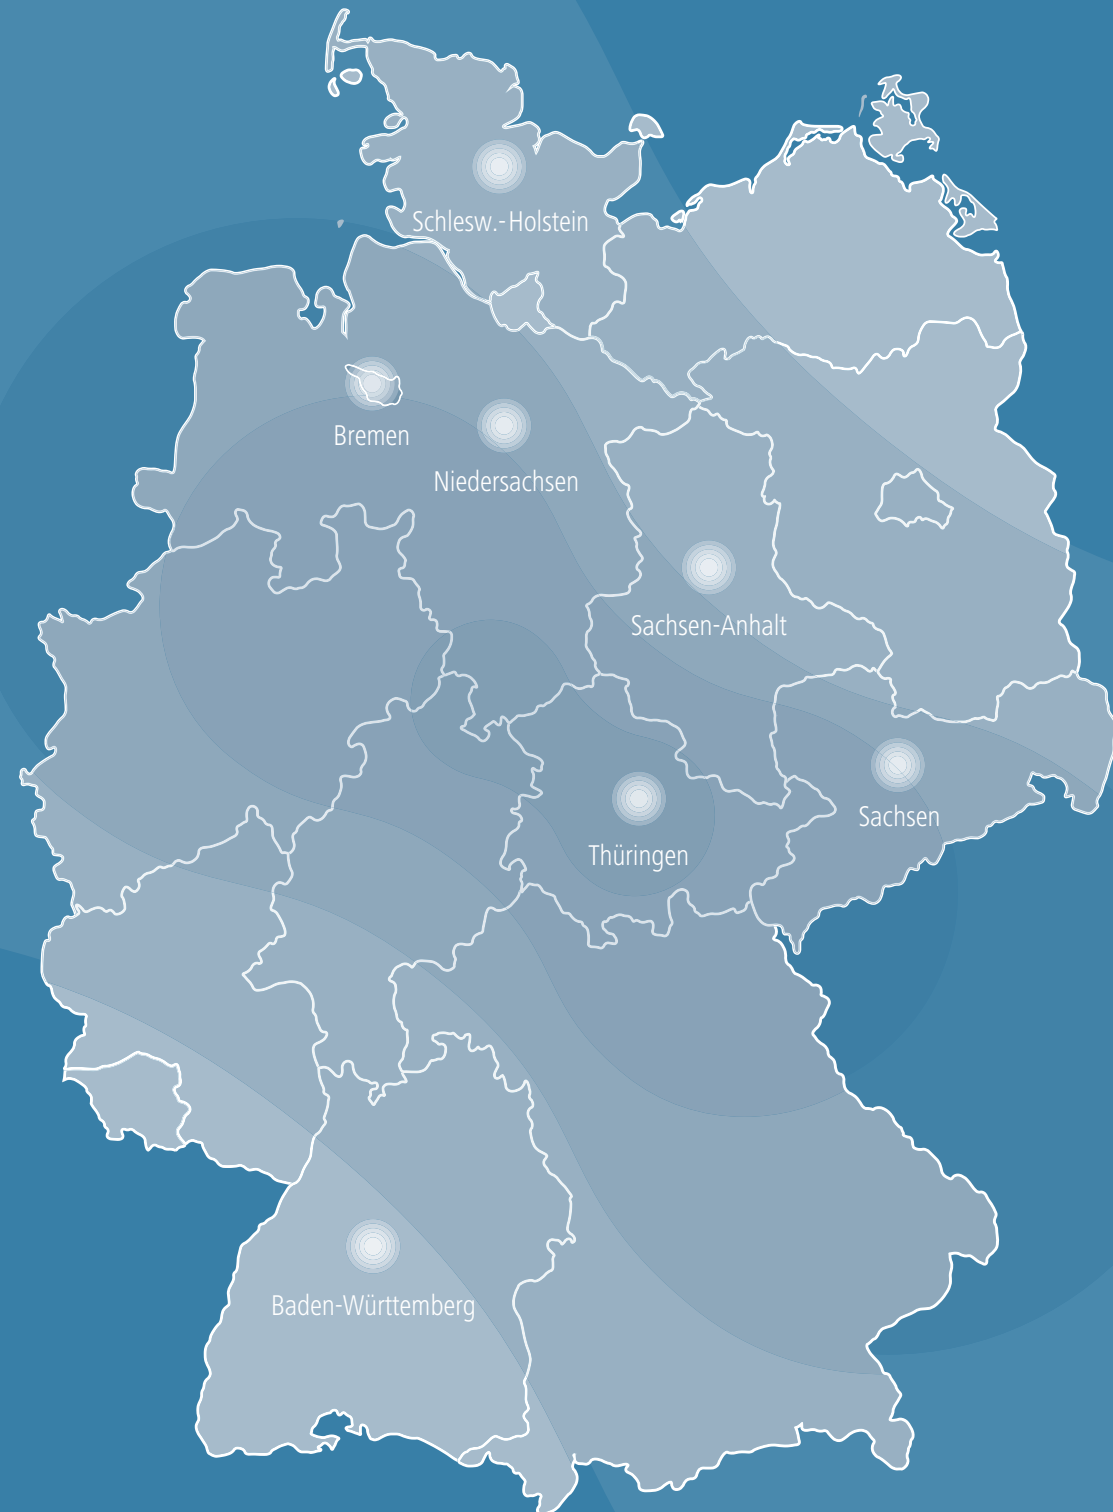 Schlesw.-Holstein
Bremen
Niedersachsen
Sachsen-Anhalt
Sachsen
Thüringen
Baden-Württemberg